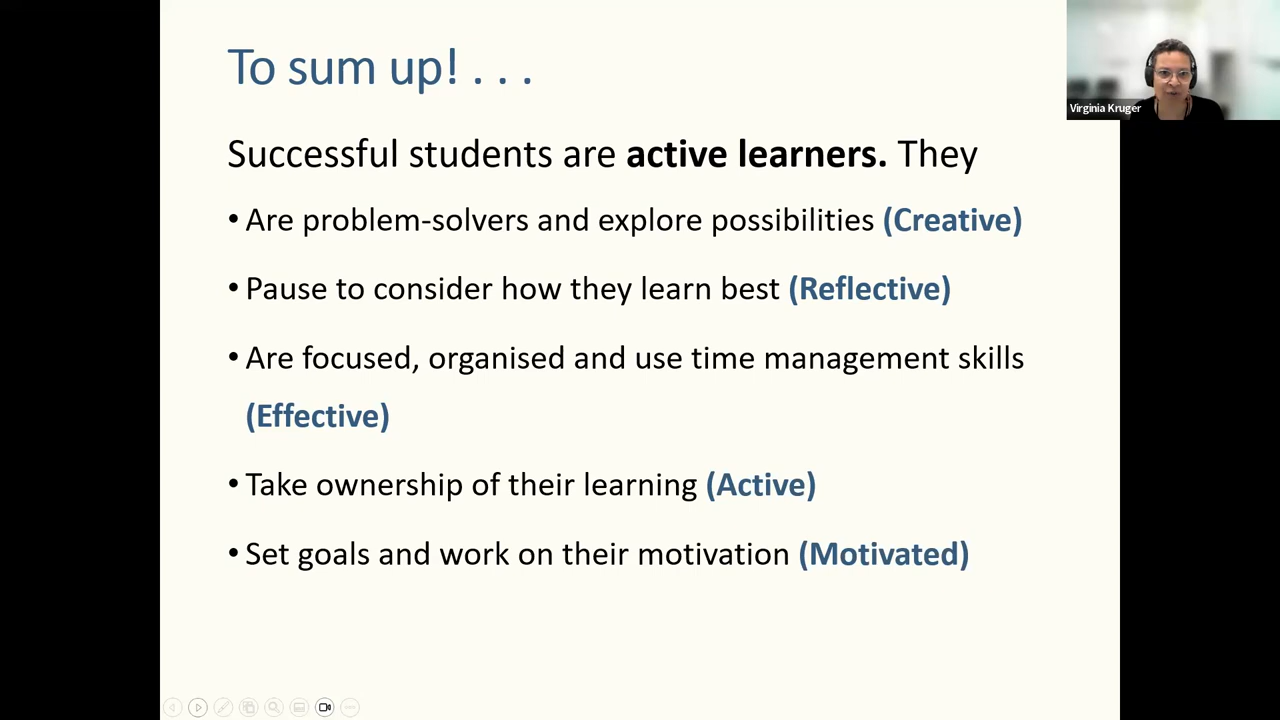 To sum up! . . .
Successful students are active learners. They
• Are problem-solvers and explore possibilities (Creative)
• Pause to consider how they learn best (Reflective)
• Are focused, organised and use time management skills
(Effective)
• Take ownership of their learning (Active)
• Set goals and work on their motivation (Motivated)
Virginia Kruger